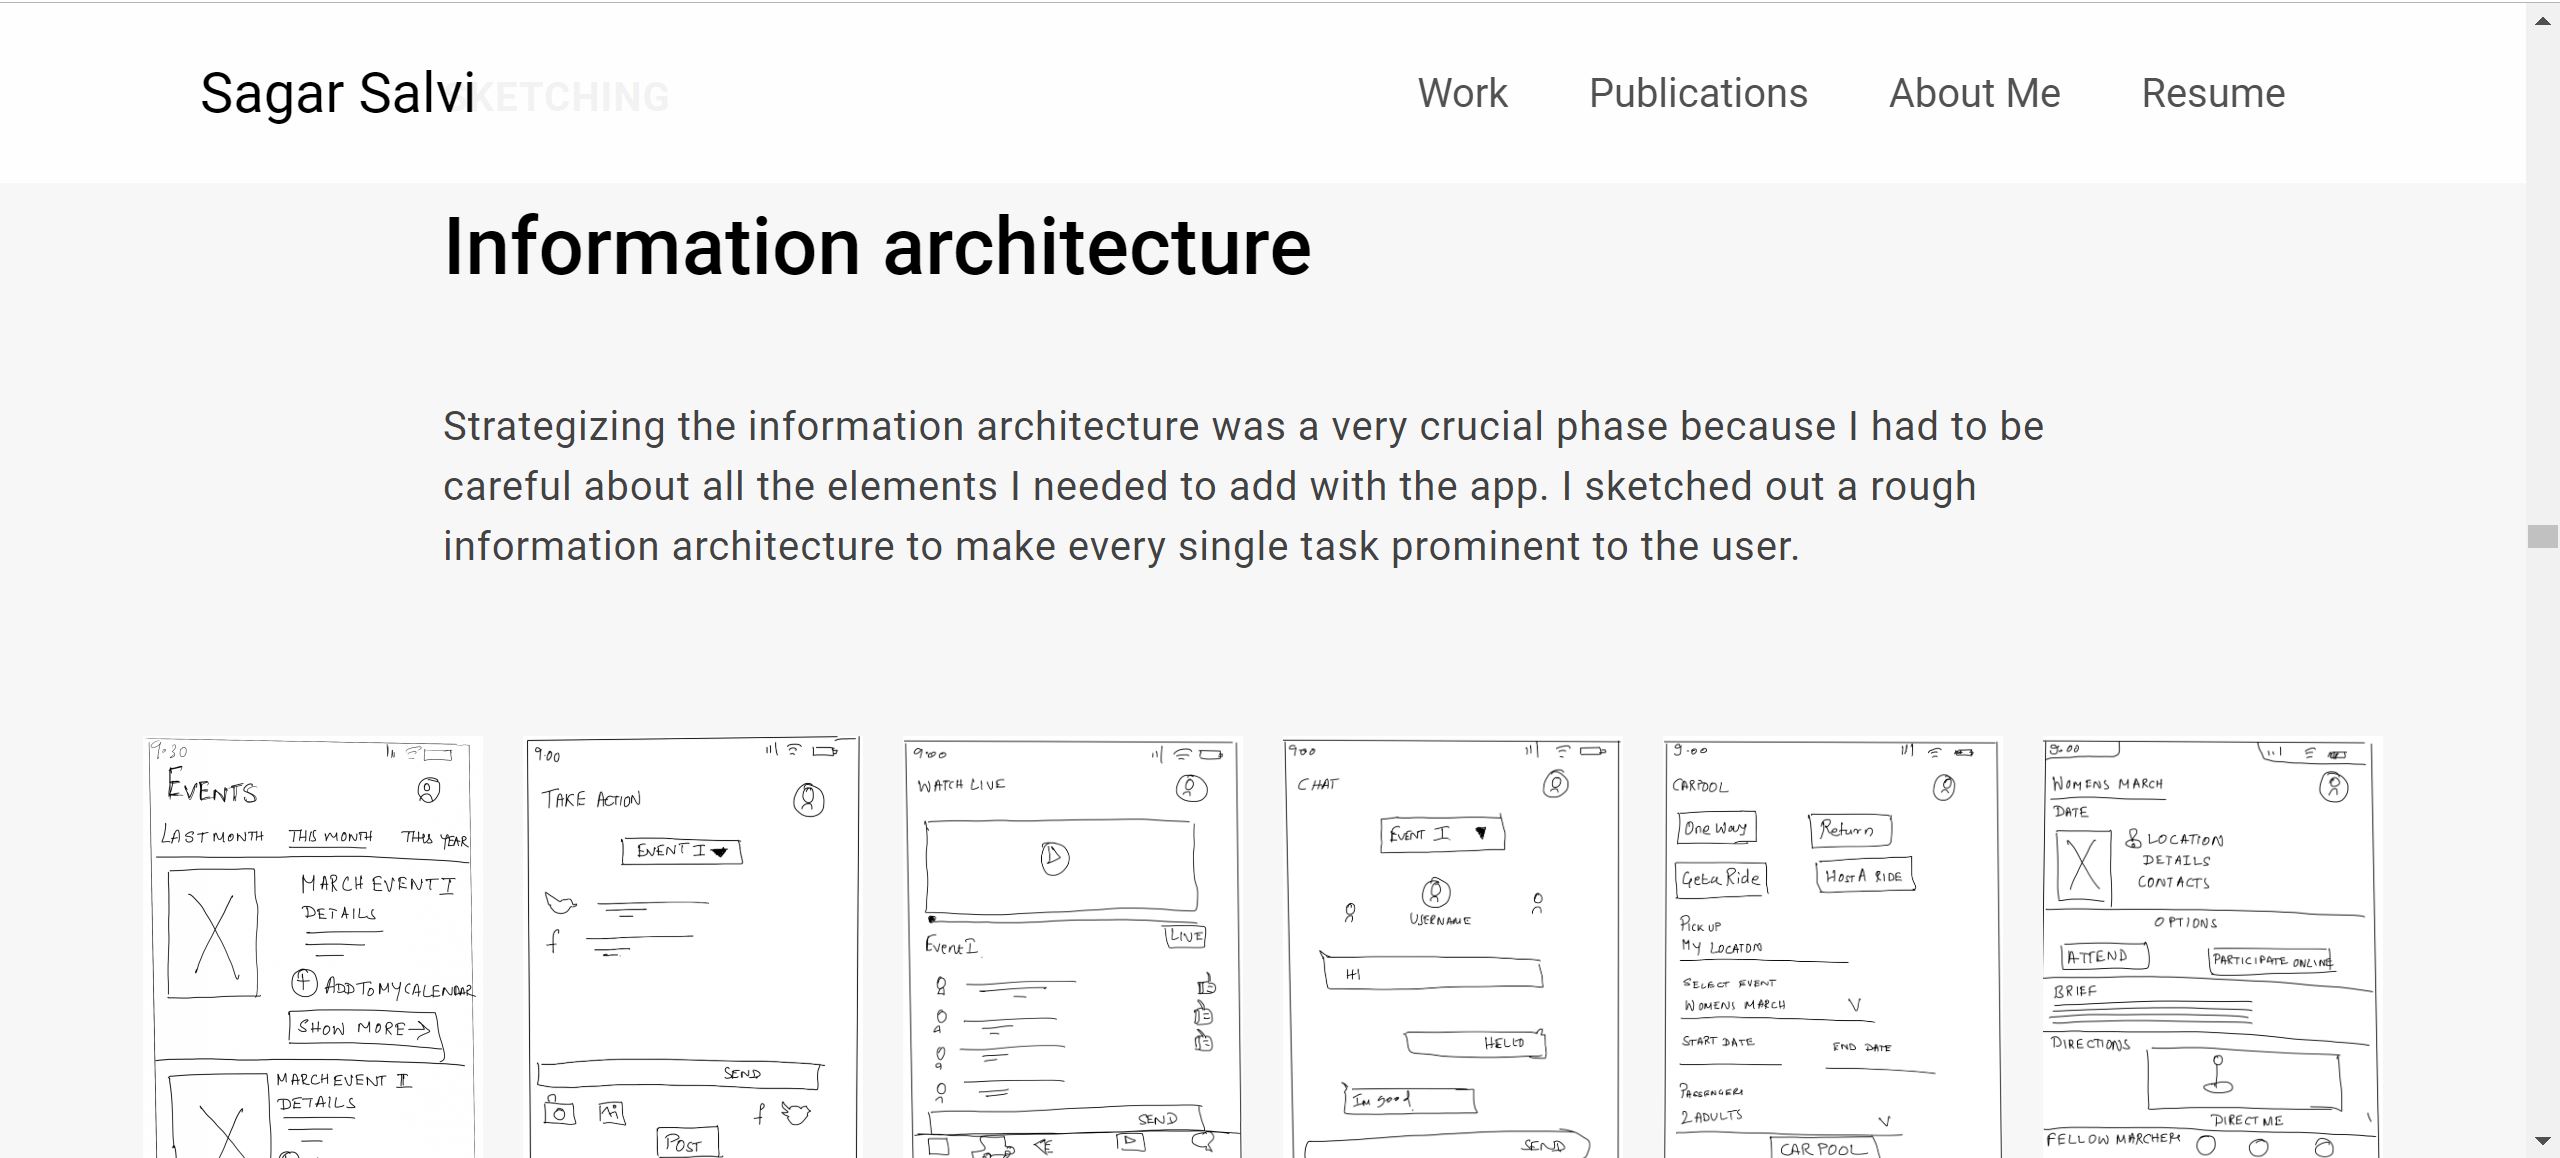 Sagar Salvi
SKETCHING
Work
Publications
About Me
Resume
Information architecture
Strategizing the information architecture was a very crucial phase because I had to be
careful about all the elements I needed to add with the app. I sketched out a rough
information architecture to make every single task prominent to the user.
9:30
EVENTS
LAST MONTH THIS MONTH THIS YEAR
MARCH EVENT I
DETAILS
ADD TO MY CALENDAR
SHOW MORE
MARCH EVENT II
DETAILS
9:00
TAKE ACTION
EVENT I
f
SEND
f
POST
9:00
WATCH LIVE
Event I
LIVE
SEND
9:00
CHAT
EVENT I
USERNAME
HI
HELLO
Im good
SEND
9:00
CARPOOL
One Way
Return
Get a Ride
HOST A RIDE
PICK UP
MY LOCATON
SELECT EVENT
WOMENS MARCH
START DATE
END DATE
PASSENGERS
2 ADULTS
CAR POOL
9:00
WOMENS MARCH
DATE
LOCATION
DETAILS
CONTACTS
OPTIONS
ATTEND
PARTICIPATE ONLINE
BRIEF
DIRECTIONS
DIRECT ME
FELLOW MARCHERS